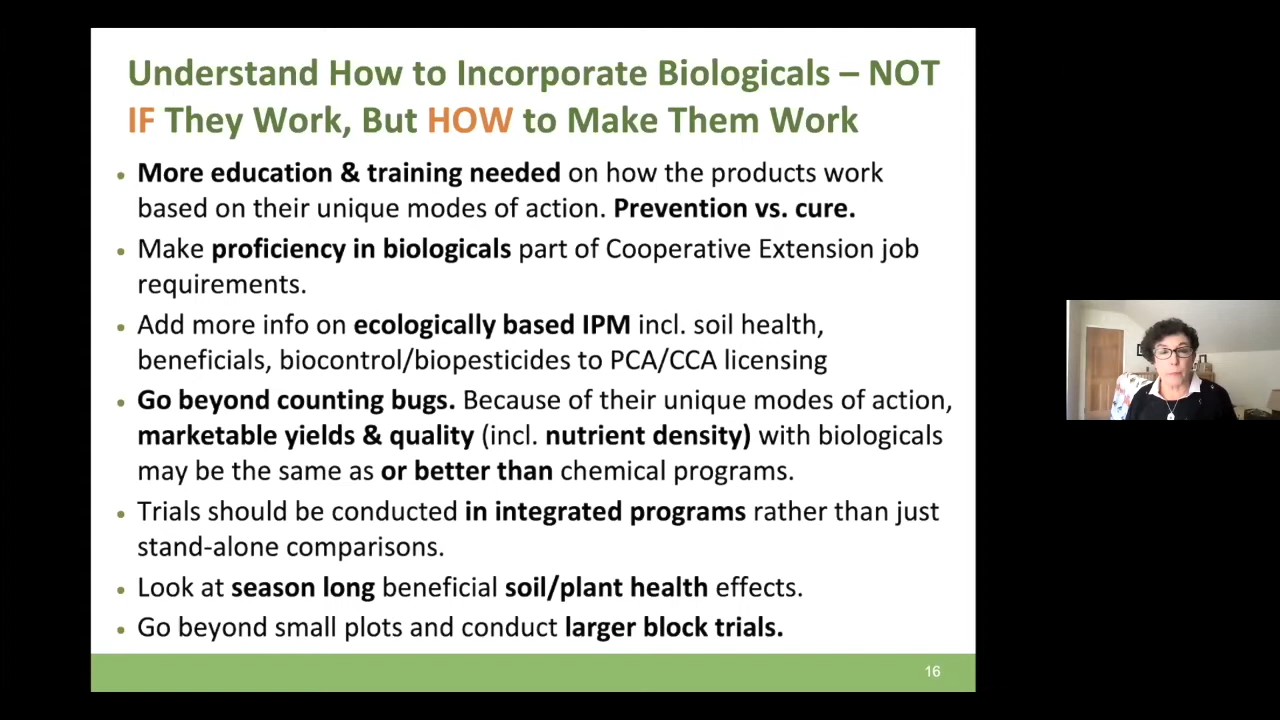 Understand How to Incorporate Biologicals – NOT
IF They Work, But HOW to Make Them Work
• More education & training needed on how the products work
based on their unique modes of action. Prevention vs. cure.
• Make proficiency in biologicals part of Cooperative Extension job
requirements.
• Add more info on ecologically based IPM incl. soil health,
beneficials, biocontrol/biopesticides to PCA/CCA licensing
• Go beyond counting bugs. Because of their unique modes of action,
marketable yields & quality (incl. nutrient density) with biologicals
may be the same as or better than chemical programs.
• Trials should be conducted in integrated programs rather than just
stand-alone comparisons.
• Look at season long beneficial soil/plant health effects.
• Go beyond small plots and conduct larger block trials.
16